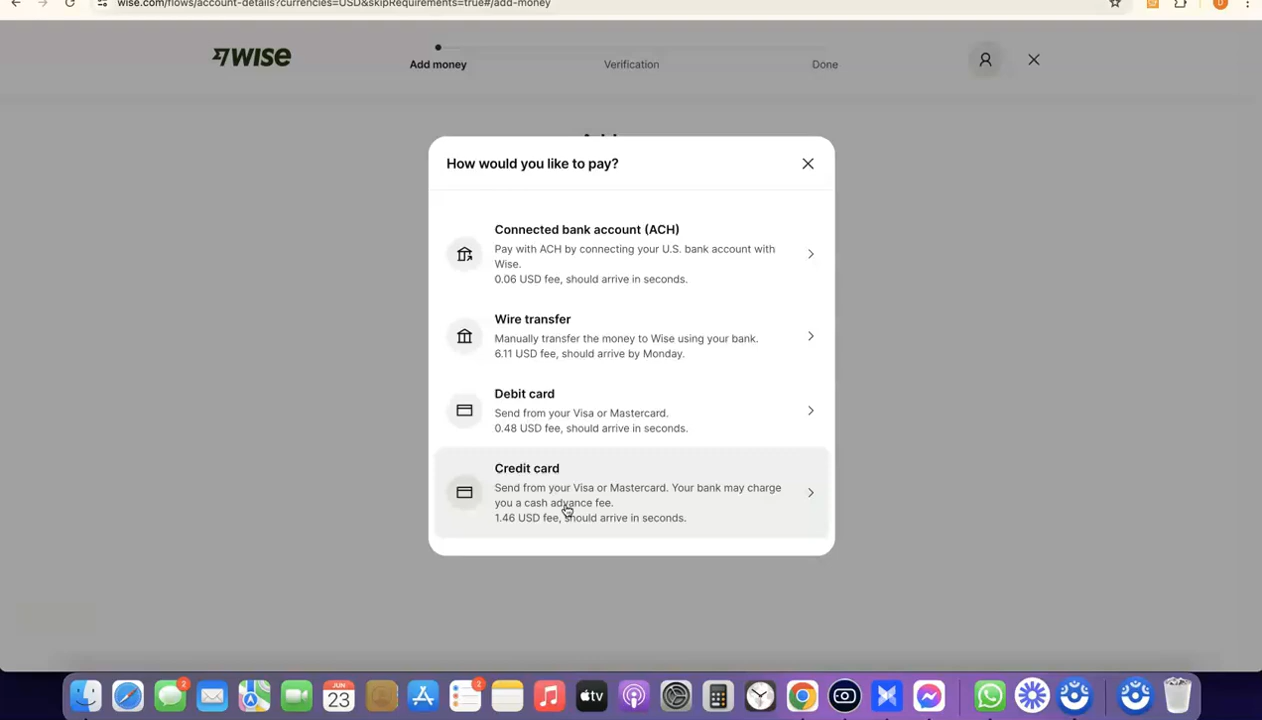 wise.com/flows/account-details?currencies=USD&skipRequirements=true#/add-money
WISE
Add money
Verification
Done
How would you like to pay?
Connected bank account (ACH)
Pay with ACH by connecting your U.S. bank account with
Wise.
0.06 USD fee, should arrive in seconds.
Wire transfer
Manually transfer the money to Wise using your bank.
6.11 USD fee, should arrive by Monday.
Debit card
Send from your Visa or Mastercard.
0.48 USD fee, should arrive in seconds.
Credit card
Send from your Visa or Mastercard. Your bank may charge
you a cash advance fee.
1.46 USD fee, should arrive in seconds.
2
JUN
23
2
tv